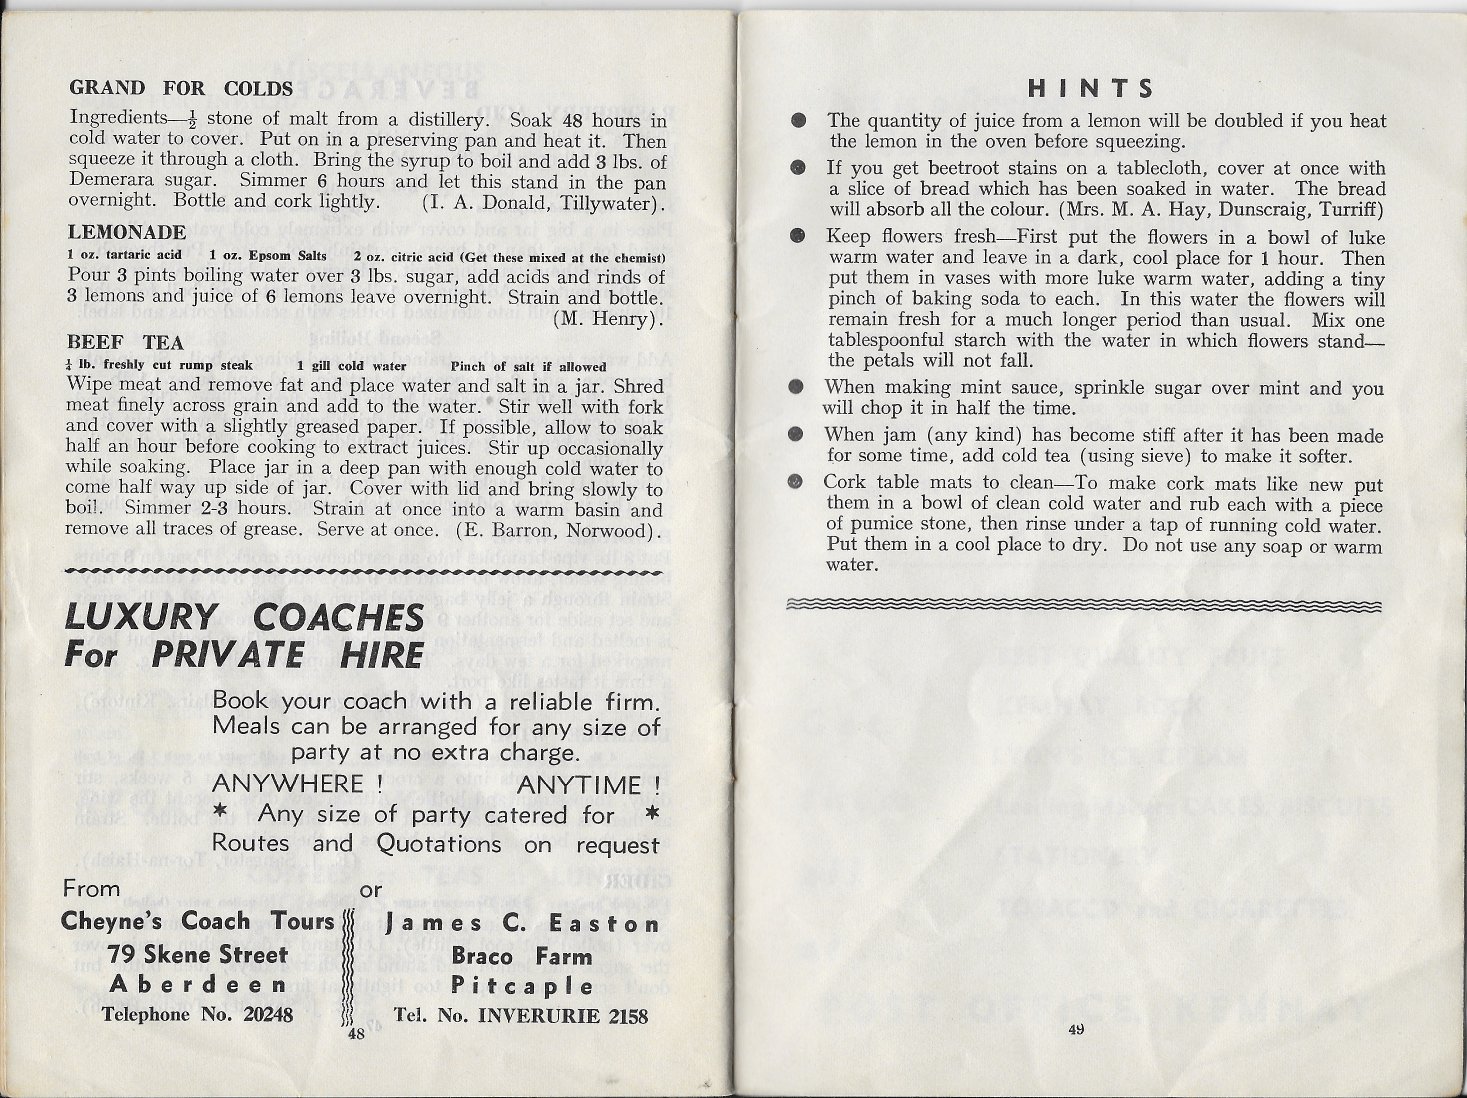 GRAND FOR COLDS
Ingredients—½ stone of malt from a distillery. Soak 48 hours in
cold water to cover. Put on in a preserving pan and heat it. Then
squeeze it through a cloth. Bring the syrup to boil and add 3 lbs. of
Demerara sugar. Simmer 6 hours and let this stand in the pan
overnight. Bottle and cork lightly. (I. A. Donald, Tillywater).
LEMONADE
1 oz. tartaric acid 1 oz. Epsom Salts 2 oz. citric acid (Get these mixed at the chemist)
Pour 3 pints boiling water over 3 lbs. sugar, add acids and rinds of
3 lemons and juice of 6 lemons leave overnight. Strain and bottle.
(M. Henry).
BEEF TEA
¼ lb. freshly cut rump steak 1 gill cold water Pinch of salt if allowed
Wipe meat and remove fat and place water and salt in a jar. Shred
meat finely across grain and add to the water. Stir well with fork
and cover with a slightly greased paper. If possible, allow to soak
half an hour before cooking to extract juices. Stir up occasionally
while soaking. Place jar in a deep pan with enough cold water to
come half way up side of jar. Cover with lid and bring slowly to
boil. Simmer 2-3 hours. Strain at once into a warm basin and
remove all traces of grease. Serve at once. (E. Barron, Norwood).
LUXURY COACHES
For PRIVATE HIRE
Book your coach with a reliable firm.
Meals can be arranged for any size of
party at no extra charge.
ANYWHERE ! ANYTIME !
* Any size of party catered for *
Routes and Quotations on request
From or
Cheyne's Coach Tours James C. Easton
79 Skene Street Braco Farm
Aberdeen Pitcaple
Telephone No. 20248 Tel. No. INVERURIE 2158
48
HINTS
● The quantity of juice from a lemon will be doubled if you heat
the lemon in the oven before squeezing.
● If you get beetroot stains on a tablecloth, cover at once with
a slice of bread which has been soaked in water. The bread
will absorb all the colour. (Mrs. M. A. Hay, Dunscraig, Turriff)
● Keep flowers fresh—First put the flowers in a bowl of luke
warm water and leave in a dark, cool place for 1 hour. Then
put them in vases with more luke warm water, adding a tiny
pinch of baking soda to each. In this water the flowers will
remain fresh for a much longer period than usual. Mix one
tablespoonful starch with the water in which flowers stand—
the petals will not fall.
● When making mint sauce, sprinkle sugar over mint and you
will chop it in half the time.
● When jam (any kind) has become stiff after it has been made
for some time, add cold tea (using sieve) to make it softer.
● Cork table mats to clean—To make cork mats like new put
them in a bowl of clean cold water and rub each with a piece
of pumice stone, then rinse under a tap of running cold water.
Put them in a cool place to dry. Do not use any soap or warm
water.
49